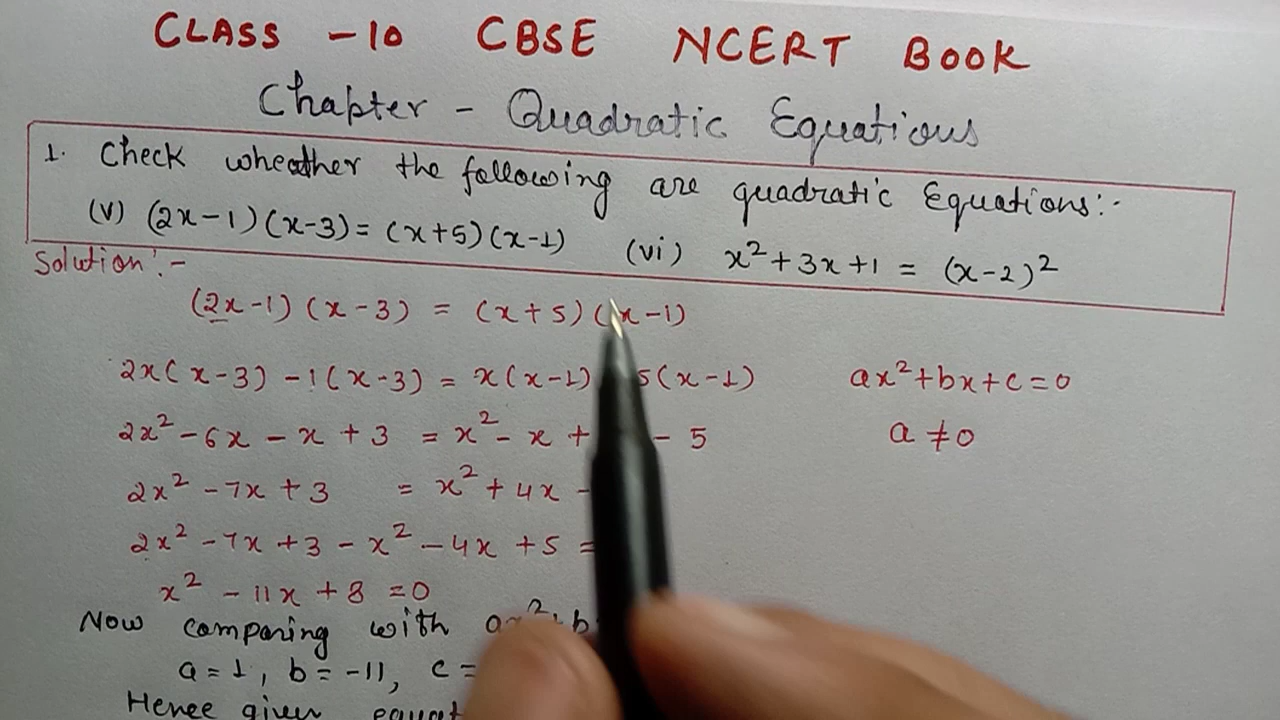 CLASS -10 CBSE NCERT BOOK
Chapter - Quadratic Equations
1. Check wheather the following are quadratic Equations:-
(v) (2x-1)(x-3)=(x+5)(x-1) (vi) x²+3x+1 = (x-2)²
Solution:-
(2x-1)(x-3) = (x+5)(x-1)
2x(x-3)-1(x-3) = x(x-1) 5(x-1) ax²+bx+c=0
2x²-6x-x+3 = x²-x+ - 5 a≠0
2x²-7x+3 = x²+4x -
2x²-7x+3-x²-4x+5 =
x²-11x+8=0
Now comparing with ax²+b
a=1, b=-11, c=
Hence given